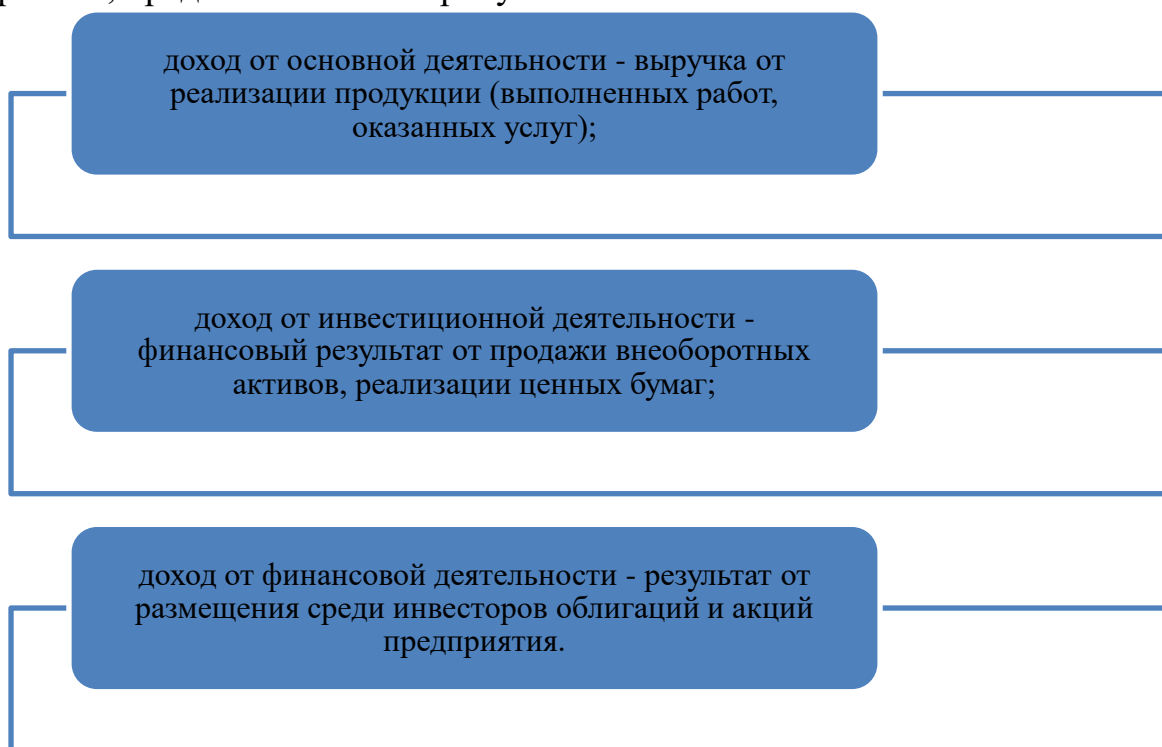 доход от основной деятельности - выручка от
реализации продукции (выполненных работ,
оказанных услуг);
доход от инвестиционной деятельности -
финансовый результат от продажи внеоборотных
активов, реализации ценных бумаг;
доход от финансовой деятельности - результат от
размещения среди инвесторов облигаций и акций
предприятия.